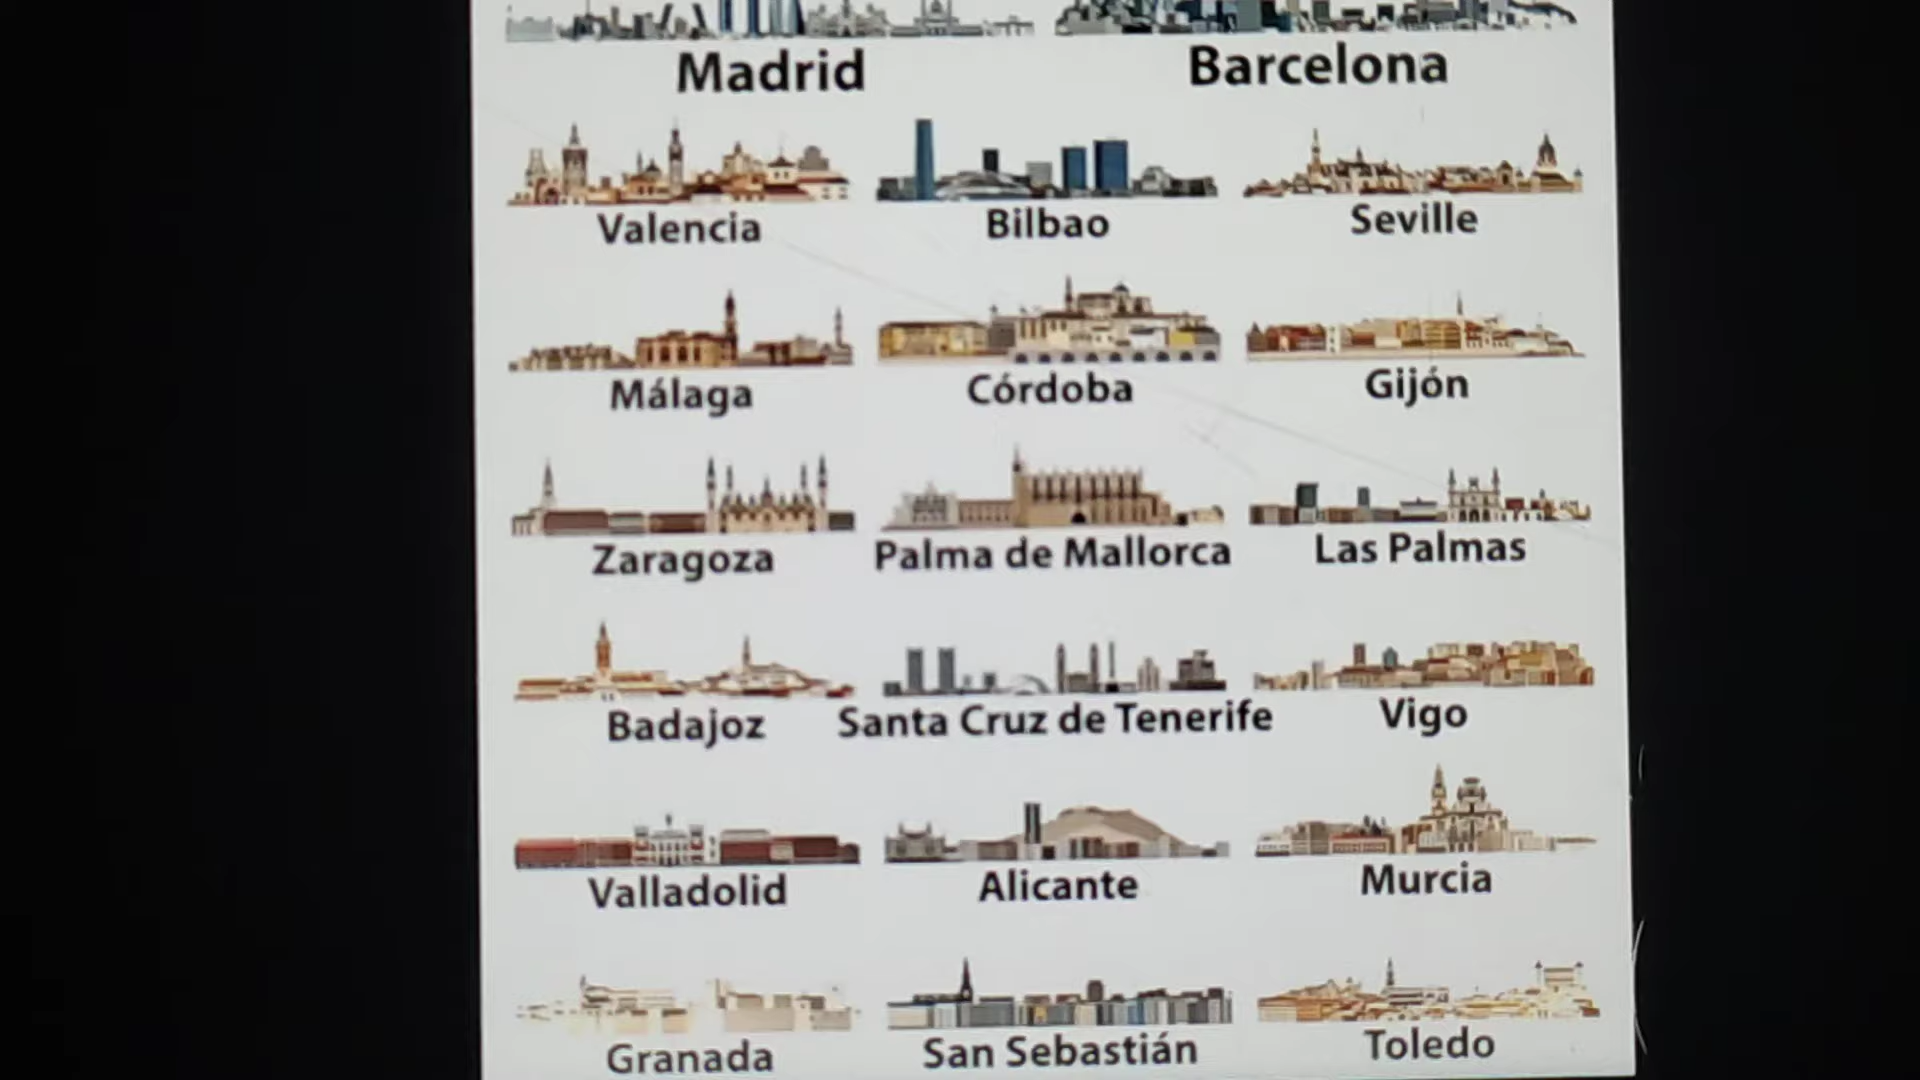 Madrid Barcelona
Valencia Bilbao Seville
Málaga Córdoba Gijón
Zaragoza Palma de Mallorca Las Palmas
Badajoz Santa Cruz de Tenerife Vigo
Valladolid Alicante Murcia
Granada San Sebastián Toledo